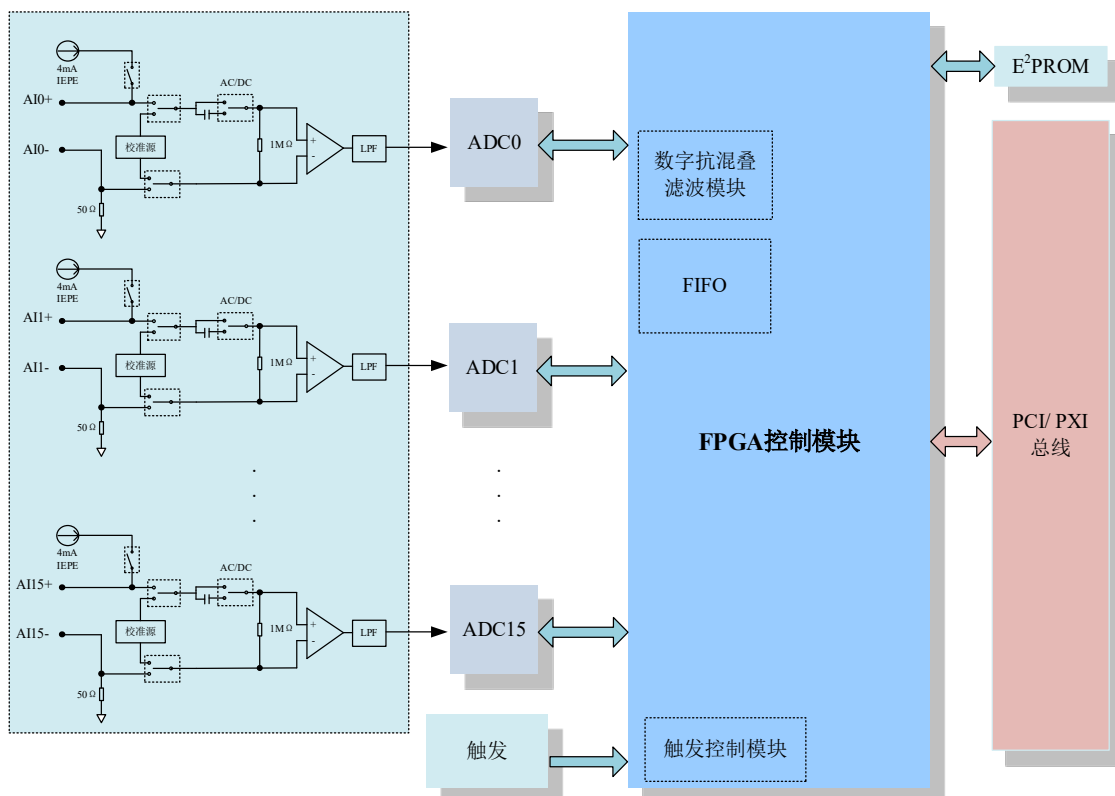 4mA
IEPE
AI0+
AI0-
校准源
50Ω
AC/DC
1MΩ
+
-
LPF
ADC0
4mA
IEPE
AI1+
AI1-
校准源
50Ω
AC/DC
1MΩ
+
-
LPF
ADC1
.
.
.
.
.
.
4mA
IEPE
AI15+
AI15-
校准源
50Ω
AC/DC
1MΩ
+
-
LPF
ADC15
触发
数字抗混叠
滤波模块
FIFO
FPGA控制模块
触发控制模块
E²PROM
PCI/ PXI
总线